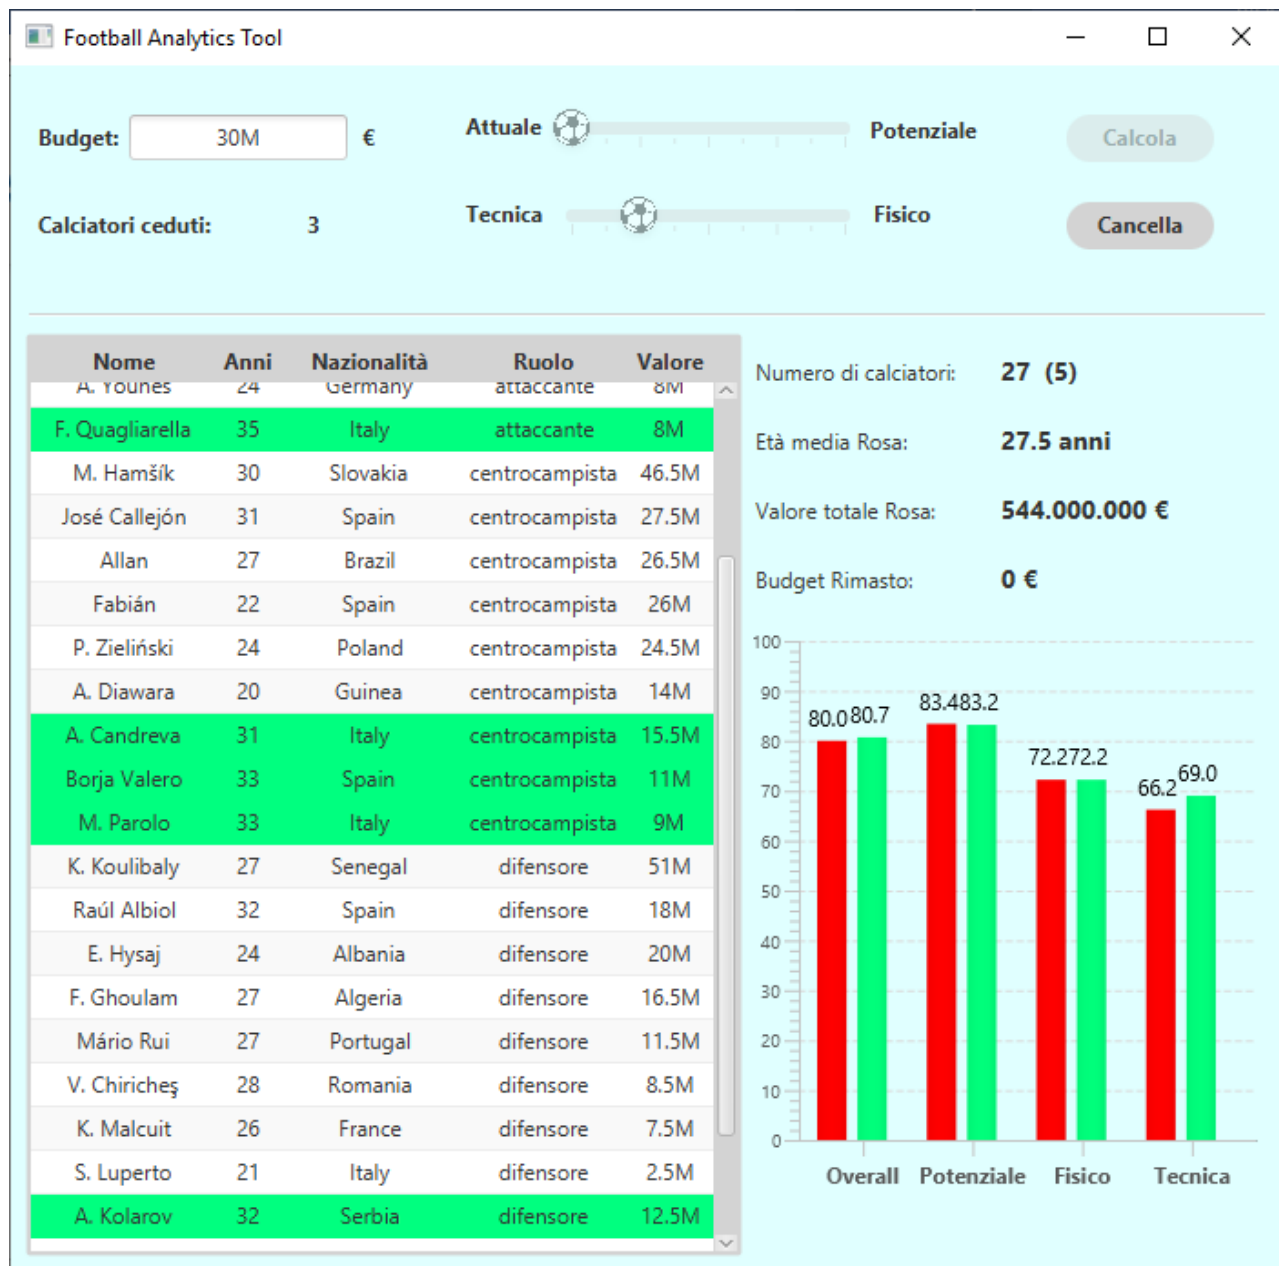 Football Analytics Tool
Budget: 30M €
Attuale Potenziale
Calcola
Calciatori ceduti: 3
Tecnica Fisico
Cancella
Nome Anni Nazionalità Ruolo Valore
A. Younes 24 Germany attaccante 8M
F. Quagliarella 35 Italy attaccante 8M
M. Hamšík 30 Slovakia centrocampista 46.5M
José Callejón 31 Spain centrocampista 27.5M
Allan 27 Brazil centrocampista 26.5M
Fabián 22 Spain centrocampista 26M
P. Zieliński 24 Poland centrocampista 24.5M
A. Diawara 20 Guinea centrocampista 14M
A. Candreva 31 Italy centrocampista 15.5M
Borja Valero 33 Spain centrocampista 11M
M. Parolo 33 Italy centrocampista 9M
K. Koulibaly 27 Senegal difensore 51M
Raúl Albiol 32 Spain difensore 18M
E. Hysaj 24 Albania difensore 20M
F. Ghoulam 27 Algeria difensore 16.5M
Mário Rui 27 Portugal difensore 11.5M
V. Chiricheş 28 Romania difensore 8.5M
K. Malcuit 26 France difensore 7.5M
S. Luperto 21 Italy difensore 2.5M
A. Kolarov 32 Serbia difensore 12.5M
Numero di calciatori: 27 (5)
Età media Rosa: 27.5 anni
Valore totale Rosa: 544.000.000 €
Budget Rimasto: 0 €
100
90
80
70
60
50
40
30
20
10
0
80.0 80.7
83.4 83.2
72.2 72.2
66.2 69.0
Overall Potenziale Fisico Tecnica